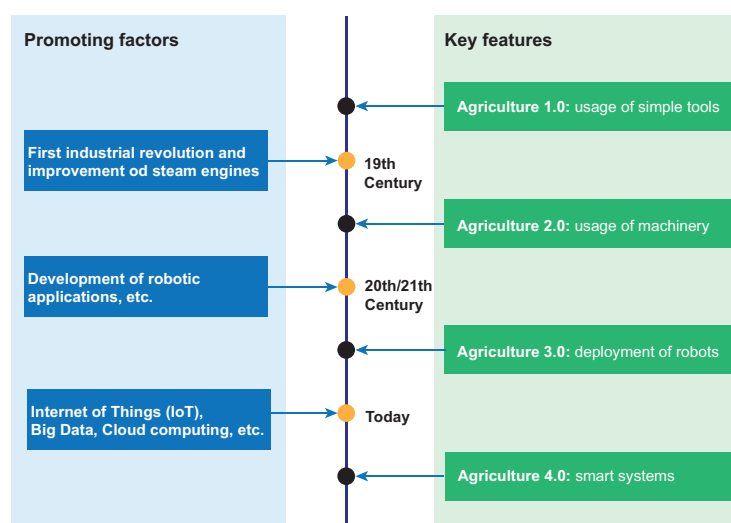 Promoting factors
Key features
Agriculture 1.0: usage of simple tools
First industrial revolution and
improvement od steam engines
19th
Century
Agriculture 2.0: usage of machinery
Development of robotic
applications, etc.
20th/21th
Century
Agriculture 3.0: deployment of robots
Internet of Things (IoT),
Big Data, Cloud computing, etc.
Today
Agriculture 4.0: smart systems